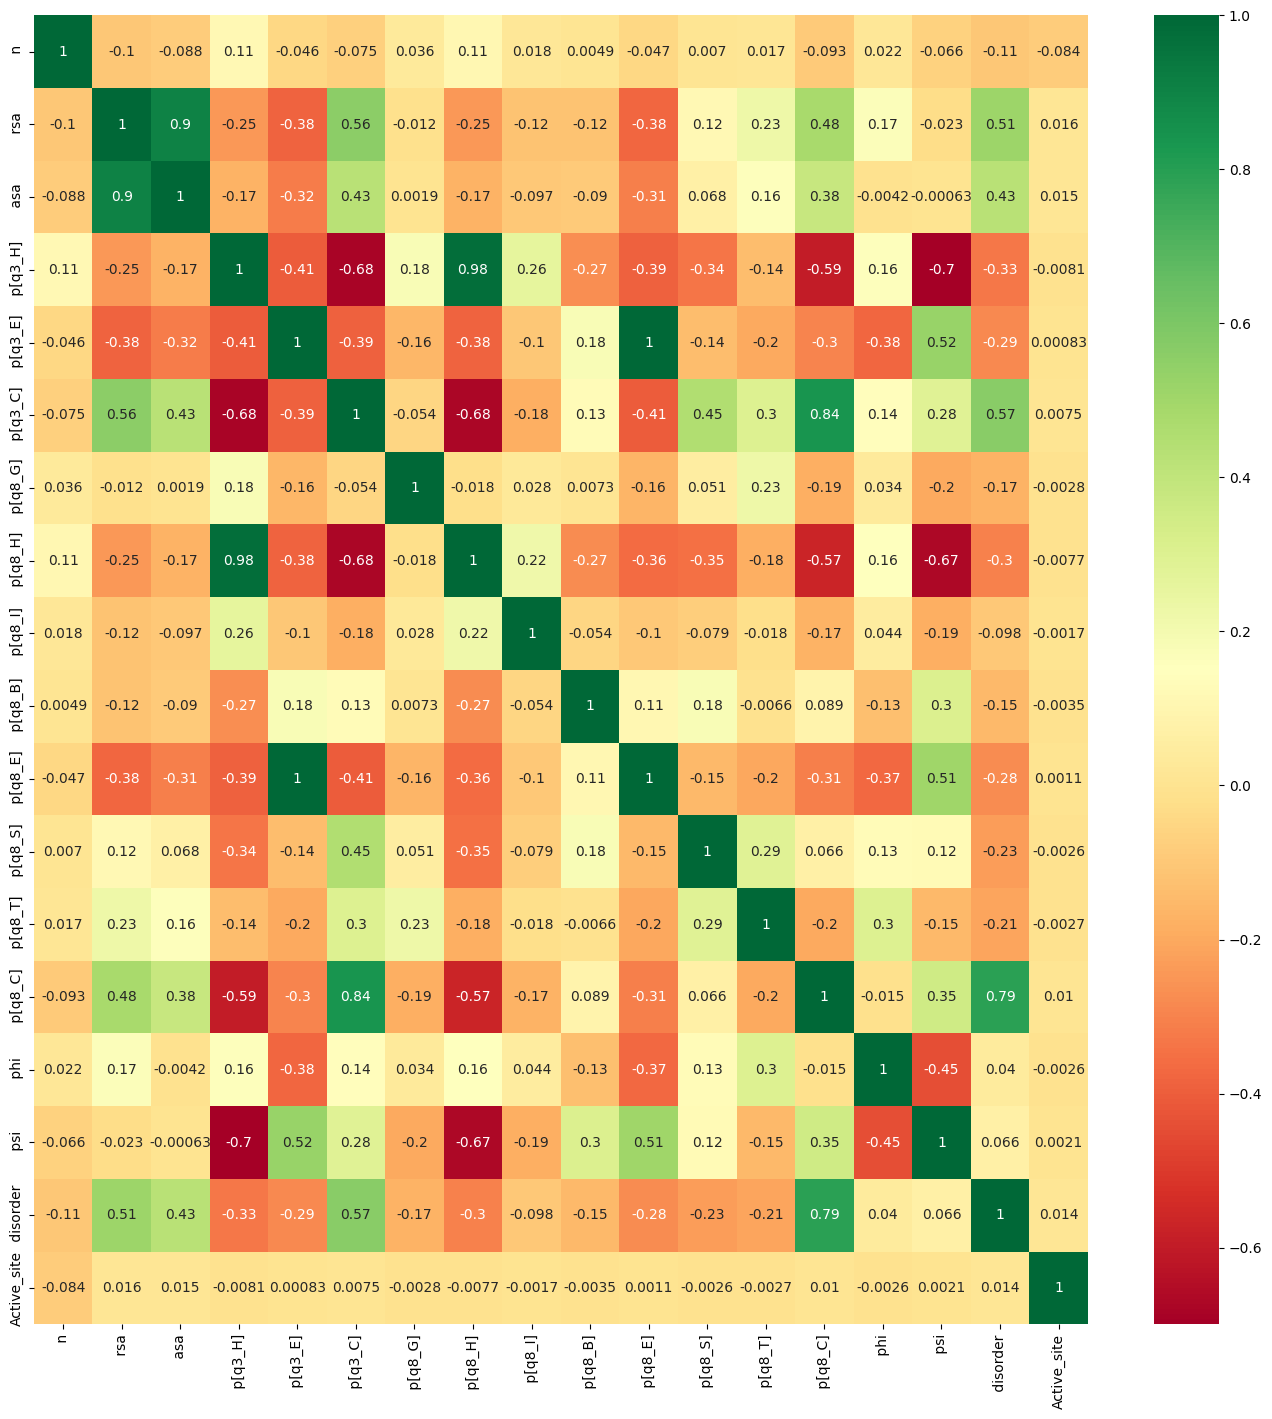 n 1 -0.1 -0.088 0.11 -0.046 -0.075 0.036 0.11 0.018 0.0049 -0.047 0.007 0.017 -0.093 0.022 -0.066 -0.11 -0.084
rsa -0.1 1 0.9 -0.25 -0.38 0.56 -0.012 -0.25 -0.12 -0.12 -0.38 0.12 0.23 0.48 0.17 -0.023 0.51 0.016
asa -0.088 0.9 1 -0.17 -0.32 0.43 0.0019 -0.17 -0.097 -0.09 -0.31 0.068 0.16 0.38 -0.0042 -0.00063 0.43 0.015
p[q3_H] 0.11 -0.25 -0.17 1 -0.41 -0.68 0.18 0.98 0.26 -0.27 -0.39 -0.34 -0.14 -0.59 0.16 -0.7 -0.33 -0.0081
p[q3_E] -0.046 -0.38 -0.32 -0.41 1 -0.39 -0.16 -0.38 -0.1 0.18 1 -0.14 -0.2 -0.3 -0.38 0.52 -0.29 0.00083
p[q3_C] -0.075 0.56 0.43 -0.68 -0.39 1 -0.054 -0.68 -0.18 0.13 -0.41 0.45 0.3 0.84 0.14 0.28 0.57 0.0075
p[q8_G] 0.036 -0.012 0.0019 0.18 -0.16 -0.054 1 -0.018 0.028 0.0073 -0.16 0.051 0.23 -0.19 0.034 -0.2 -0.17 -0.0028
p[q8_H] 0.11 -0.25 -0.17 0.98 -0.38 -0.68 -0.018 1 0.22 -0.27 -0.36 -0.35 -0.18 -0.57 0.16 -0.67 -0.3 -0.0077
p[q8_I] 0.018 -0.12 -0.097 0.26 -0.1 -0.18 0.028 0.22 1 -0.054 -0.1 -0.079 -0.018 -0.17 0.044 -0.19 -0.098 -0.0017
p[q8_B] 0.0049 -0.12 -0.09 -0.27 0.18 0.13 0.0073 -0.27 -0.054 1 0.11 0.18 -0.0066 0.089 -0.13 0.3 -0.15 -0.0035
p[q8_E] -0.047 -0.38 -0.31 -0.39 1 -0.41 -0.16 -0.36 -0.1 0.11 1 -0.15 -0.2 -0.31 -0.37 0.51 -0.28 0.0011
p[q8_S] 0.007 0.12 0.068 -0.34 -0.14 0.45 0.051 -0.35 -0.079 0.18 -0.15 1 0.29 0.066 0.13 0.12 -0.23 -0.0026
p[q8_T] 0.017 0.23 0.16 -0.14 -0.2 0.3 0.23 -0.18 -0.018 -0.0066 -0.2 0.29 1 -0.2 0.3 -0.15 -0.21 -0.0027
p[q8_C] -0.093 0.48 0.38 -0.59 -0.3 0.84 -0.19 -0.57 -0.17 0.089 -0.31 0.066 -0.2 1 -0.015 0.35 0.79 0.01
phi 0.022 0.17 -0.0042 0.16 -0.38 0.14 0.034 0.16 0.044 -0.13 -0.37 0.13 0.3 -0.015 1 -0.45 0.04 -0.0026
psi -0.066 -0.023 -0.00063 -0.7 0.52 0.28 -0.2 -0.67 -0.19 0.3 0.51 0.12 -0.15 0.35 -0.45 1 0.066 0.0021
disorder -0.11 0.51 0.43 -0.33 -0.29 0.57 -0.17 -0.3 -0.098 -0.15 -0.28 -0.23 -0.21 0.79 0.04 0.066 1 0.014
Active_site -0.084 0.016 0.015 -0.0081 0.00083 0.0075 -0.0028 -0.0077 -0.0017 -0.0035 0.0011 -0.0026 -0.0027 0.01 -0.0026 0.0021 0.014 1
n rsa asa p[q3_H] p[q3_E] p[q3_C] p[q8_G] p[q8_H] p[q8_I] p[q8_B] p[q8_E] p[q8_S] p[q8_T] p[q8_C] phi psi disorder Active_site
1.0
0.8
0.6
0.4
0.2
0.0
−0.2
−0.4
−0.6